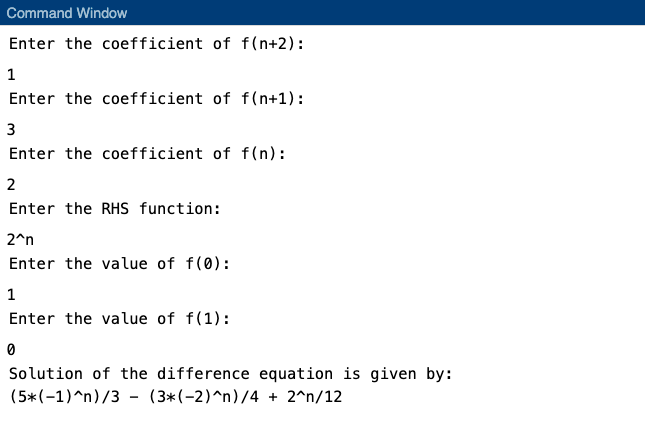 Command Window
Enter the coefficient of f(n+2):
1
Enter the coefficient of f(n+1):
3
Enter the coefficient of f(n):
2
Enter the RHS function:
2^n
Enter the value of f(0):
1
Enter the value of f(1):
0
Solution of the difference equation is given by:
(5*(-1)^n)/3 - (3*(-2)^n)/4 + 2^n/12